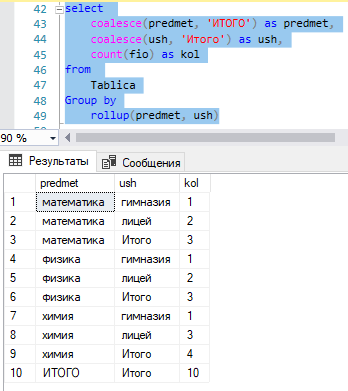 42 select
43 coalesce(predmet, 'ИТОГО') as predmet,
44 coalesce(ush, 'Итого') as ush,
45 count(fio) as kol
46 from
47 Tablica
48 Group by
49 rollup(predmet, ush)
90 %
Результаты Сообщения
predmet ush kol
1 математика гимназия 1
2 математика лицей 2
3 математика Итого 3
4 физика гимназия 1
5 физика лицей 2
6 физика Итого 3
7 химия гимназия 1
8 химия лицей 3
9 химия Итого 4
10 ИТОГО Итого 10